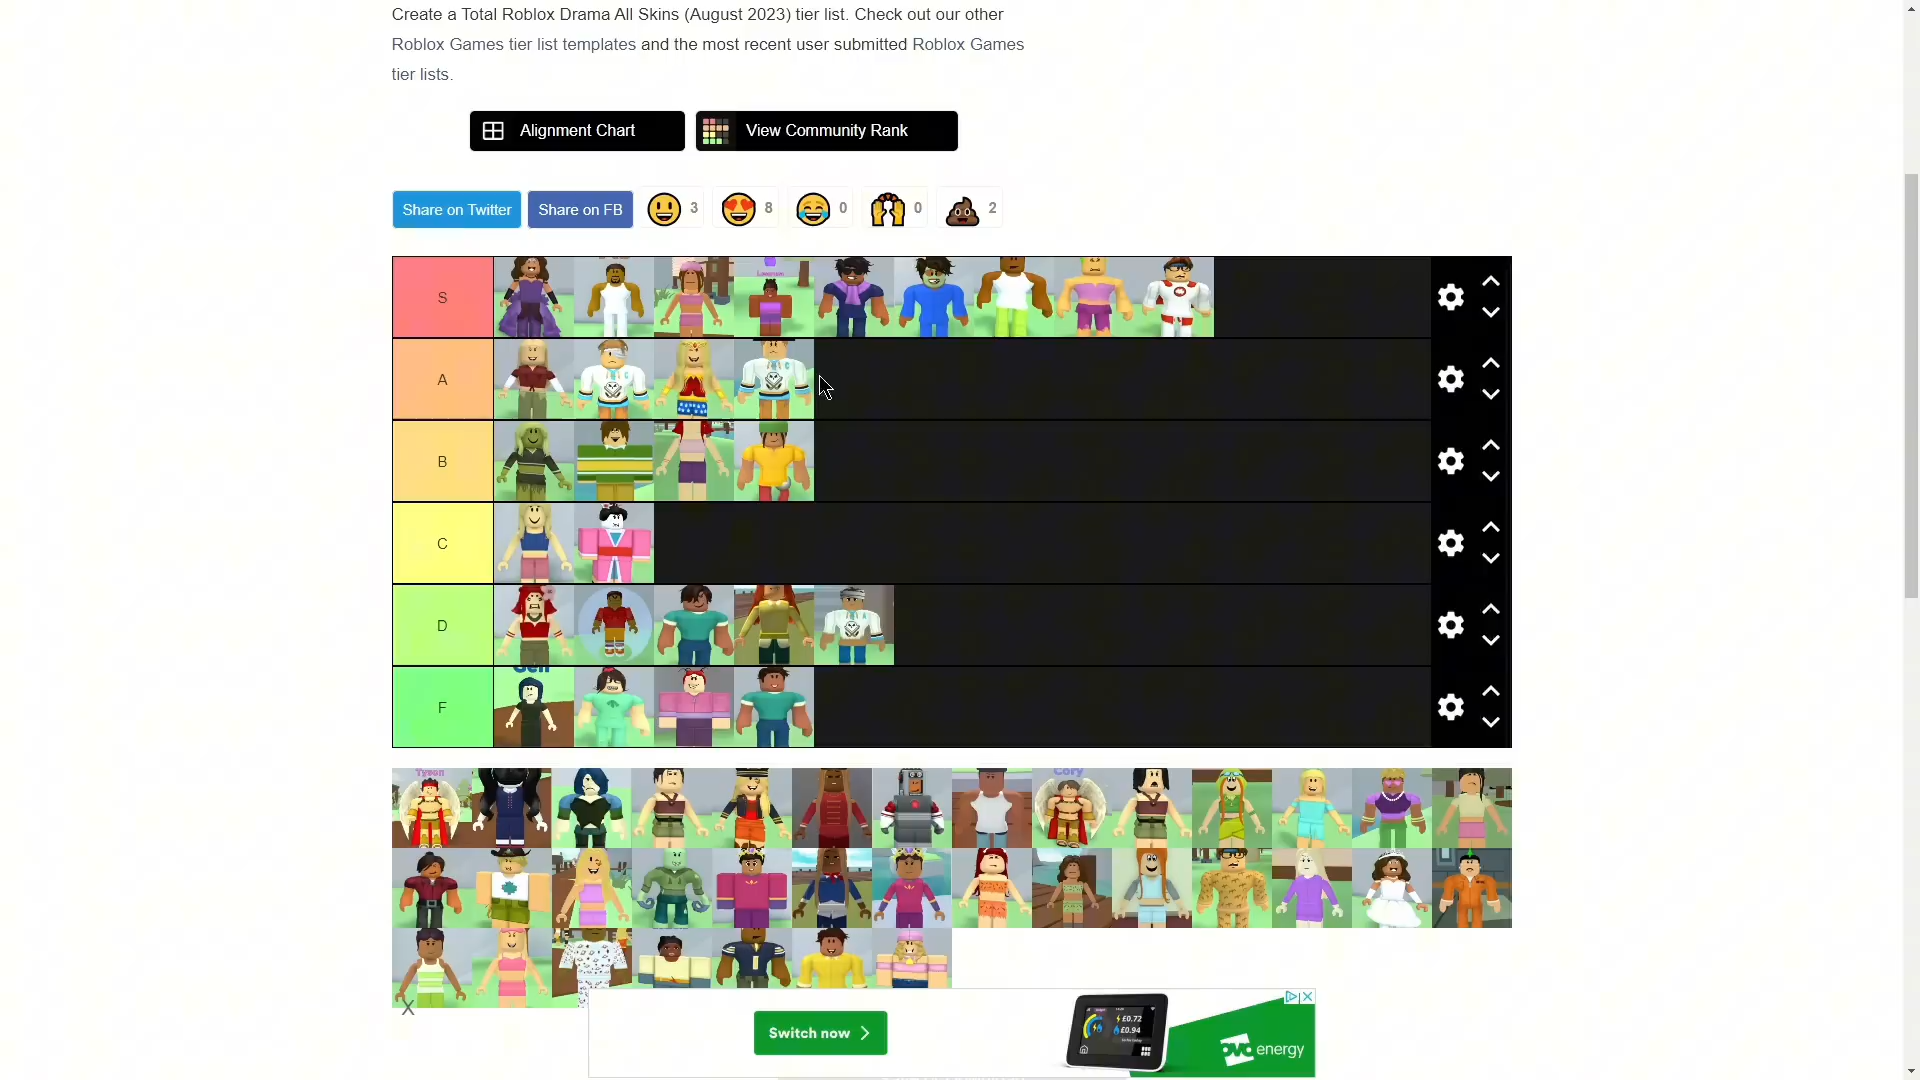 Create a Total Roblox Drama All Skins (August 2023) tier list. Check out our other
Roblox Games tier list templates and the most recent user submitted Roblox Games
tier lists.
Alignment Chart
View Community Rank
Share on Twitter
Share on FB
3
8
0
0
2
S
A
B
C
D
F
Tyson
Cory
X
Switch now
£0.72
£0.94
ovo energy